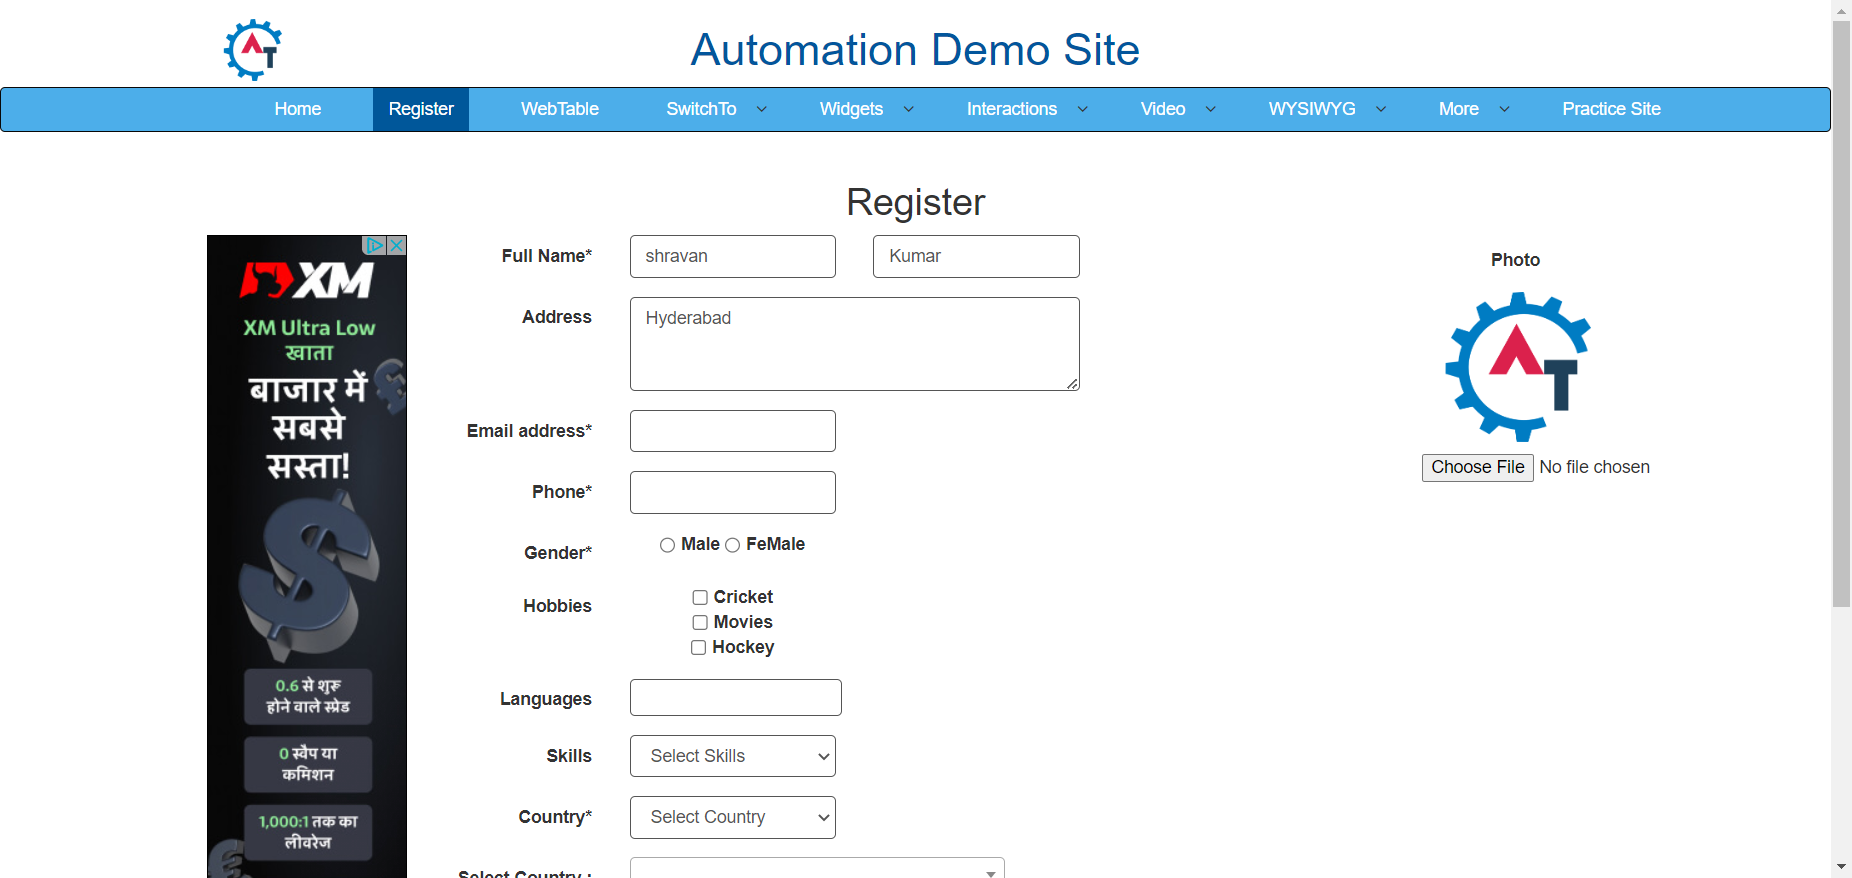 Automation Demo Site
Home Register WebTable SwitchTo Widgets Interactions Video WYSIWYG More Practice Site
Register
XM
XM Ultra Low
खाता
बाजार में
सबसे
सस्ता!
0.6 से शुरू
होने वाले स्प्रेड
0 स्वैप या
कमिशन
1,000:1 तक का
लीवरेज
Full Name* shravan Kumar
Address Hyderabad
Email address*
Phone*
Gender* Male FeMale
Hobbies Cricket
Movies
Hockey
Languages
Skills Select Skills
Country* Select Country
Select Country :
Photo
AT
Choose File No file chosen